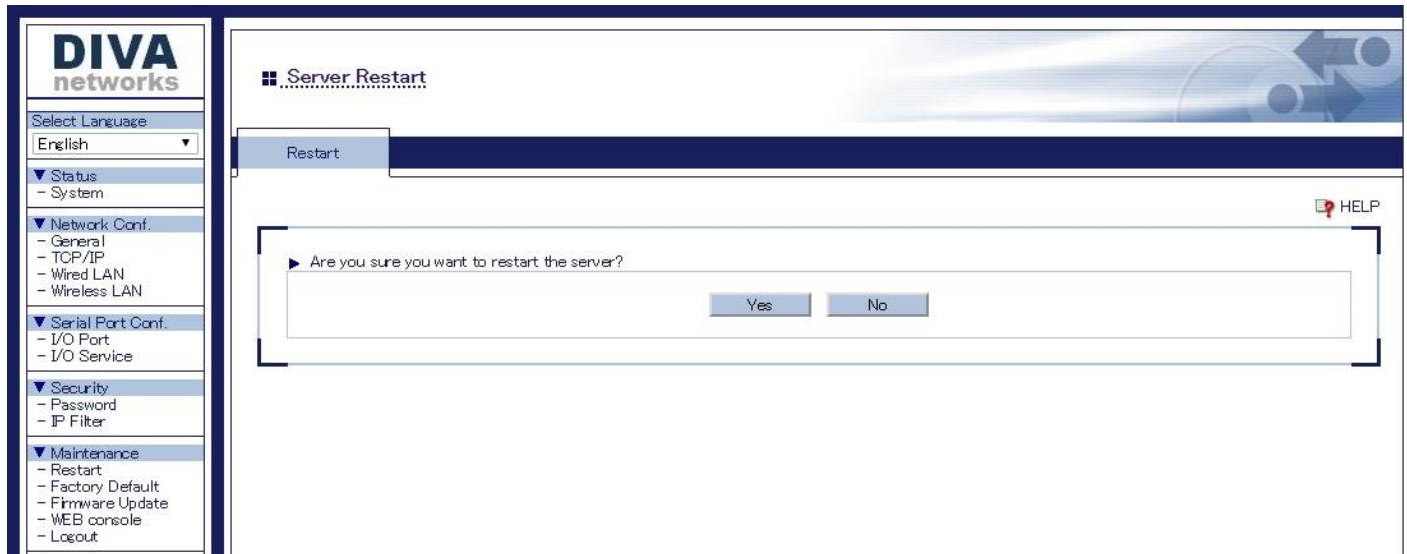 DIVA
networks
Select Language
English
▼ Status
- System
▼ Network Conf.
- General
- TCP/IP
- Wired LAN
- Wireless LAN
▼ Serial Port Conf.
- I/O Port
- I/O Service
▼ Security
- Password
- IP Filter
▼ Maintenance
- Restart
- Factory Default
- Firmware Update
- WEB console
- Logout
Server Restart
Restart
HELP
Are you sure you want to restart the server?
Yes No